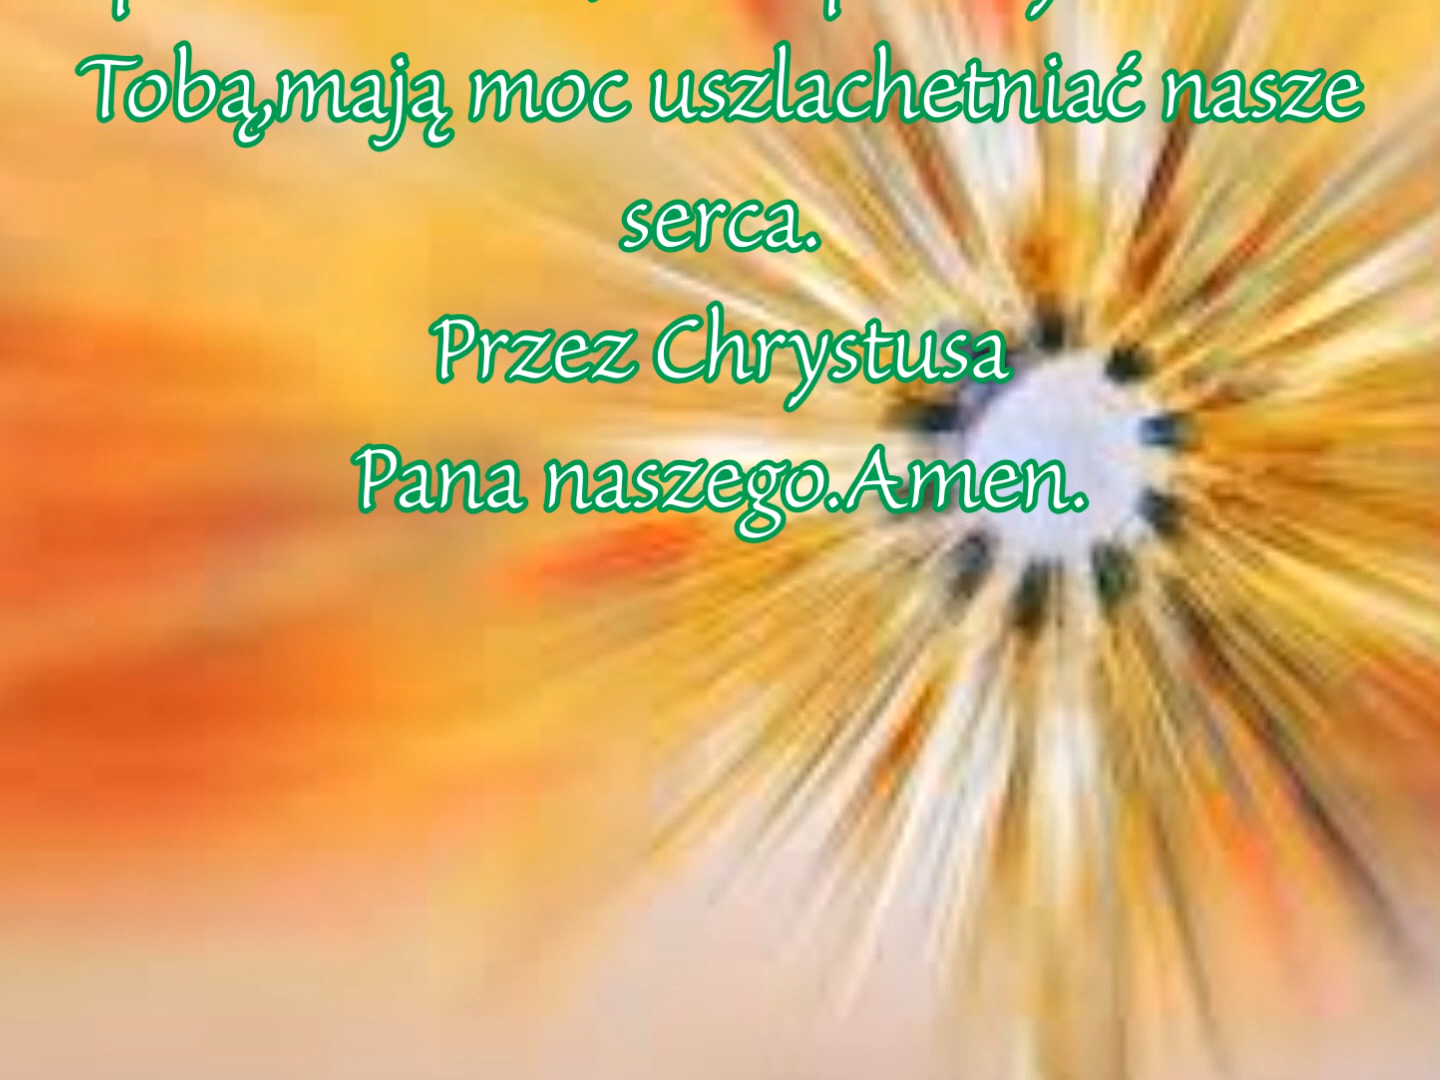 Tobą,mają moc uszlachetniać nasze
serca.
Przez Chrystusa
Pana naszego.Amen.